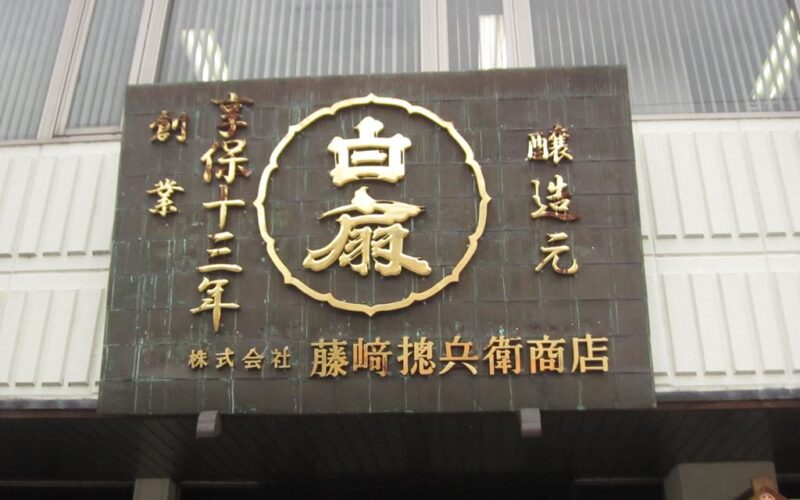 醸造元
白扇
享保十三年
創業
株式会社 藤﨑摠兵衛商店